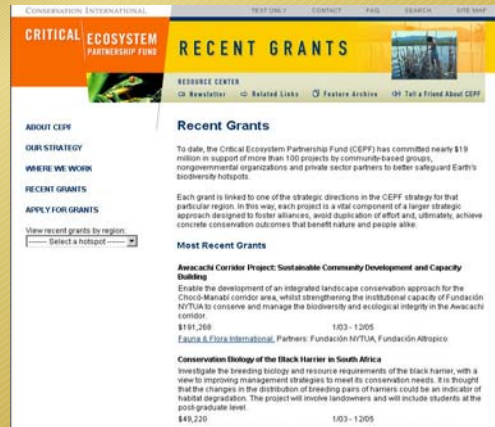 CONSERVATION INTERNATIONAL
TEXT ONLY CONTACT FAQ SEARCH SITE MAP
CRITICAL ECOSYSTEM
PARTNERSHIP FUND
RECENT GRANTS
RESOURCE CENTER
Newsletter Related Links Feature Archive Tell a Friend About CEPF
ABOUT CEPF
OUR STRATEGY
WHERE WE WORK
RECENT GRANTS
APPLY FOR GRANTS
View recent grants by region:
------- Select a hotspot -------
Recent Grants
To date, the Critical Ecosystem Partnership Fund (CEPF) has committed nearly $19
million in support of more than 100 projects by community-based groups,
nongovernmental organizations and private sector partners to better safeguard Earth's
biodiversity hotspots.
Each grant is linked to one of the strategic directions in the CEPF strategy for that
particular region. In this way, each project is a vital component of a larger strategic
approach designed to foster alliances, avoid duplication of effort and, ultimately, achieve
concrete conservation outcomes that benefit nature and people alike.
Most Recent Grants
Awacachi Corridor Project: Sustainable Community Development and Capacity
Building
Enable the development of an integrated landscape conservation approach for the
Chocó-Manabí corridor area, whilst strengthening the institutional capacity of Fundación
NYTUA to conserve and manage the biodiversity and ecological integrity in the Awacachi
corridor.
$191,268 1/03 - 12/05
Fauna & Flora International, Partners: Fundación NYTUA, Fundación Altropico
Conservation Biology of the Black Harrier in South Africa
Investigate the breeding biology and resource requirements of the black harrier, with a
view to improving management strategies to meet its conservation needs. It is thought
that the changes in the distribution of breeding pairs of harriers could be an indicator of
habitat degradation. The project will involve landowners and will include students at the
post-graduate level.
$49,220 1/03 - 12/05